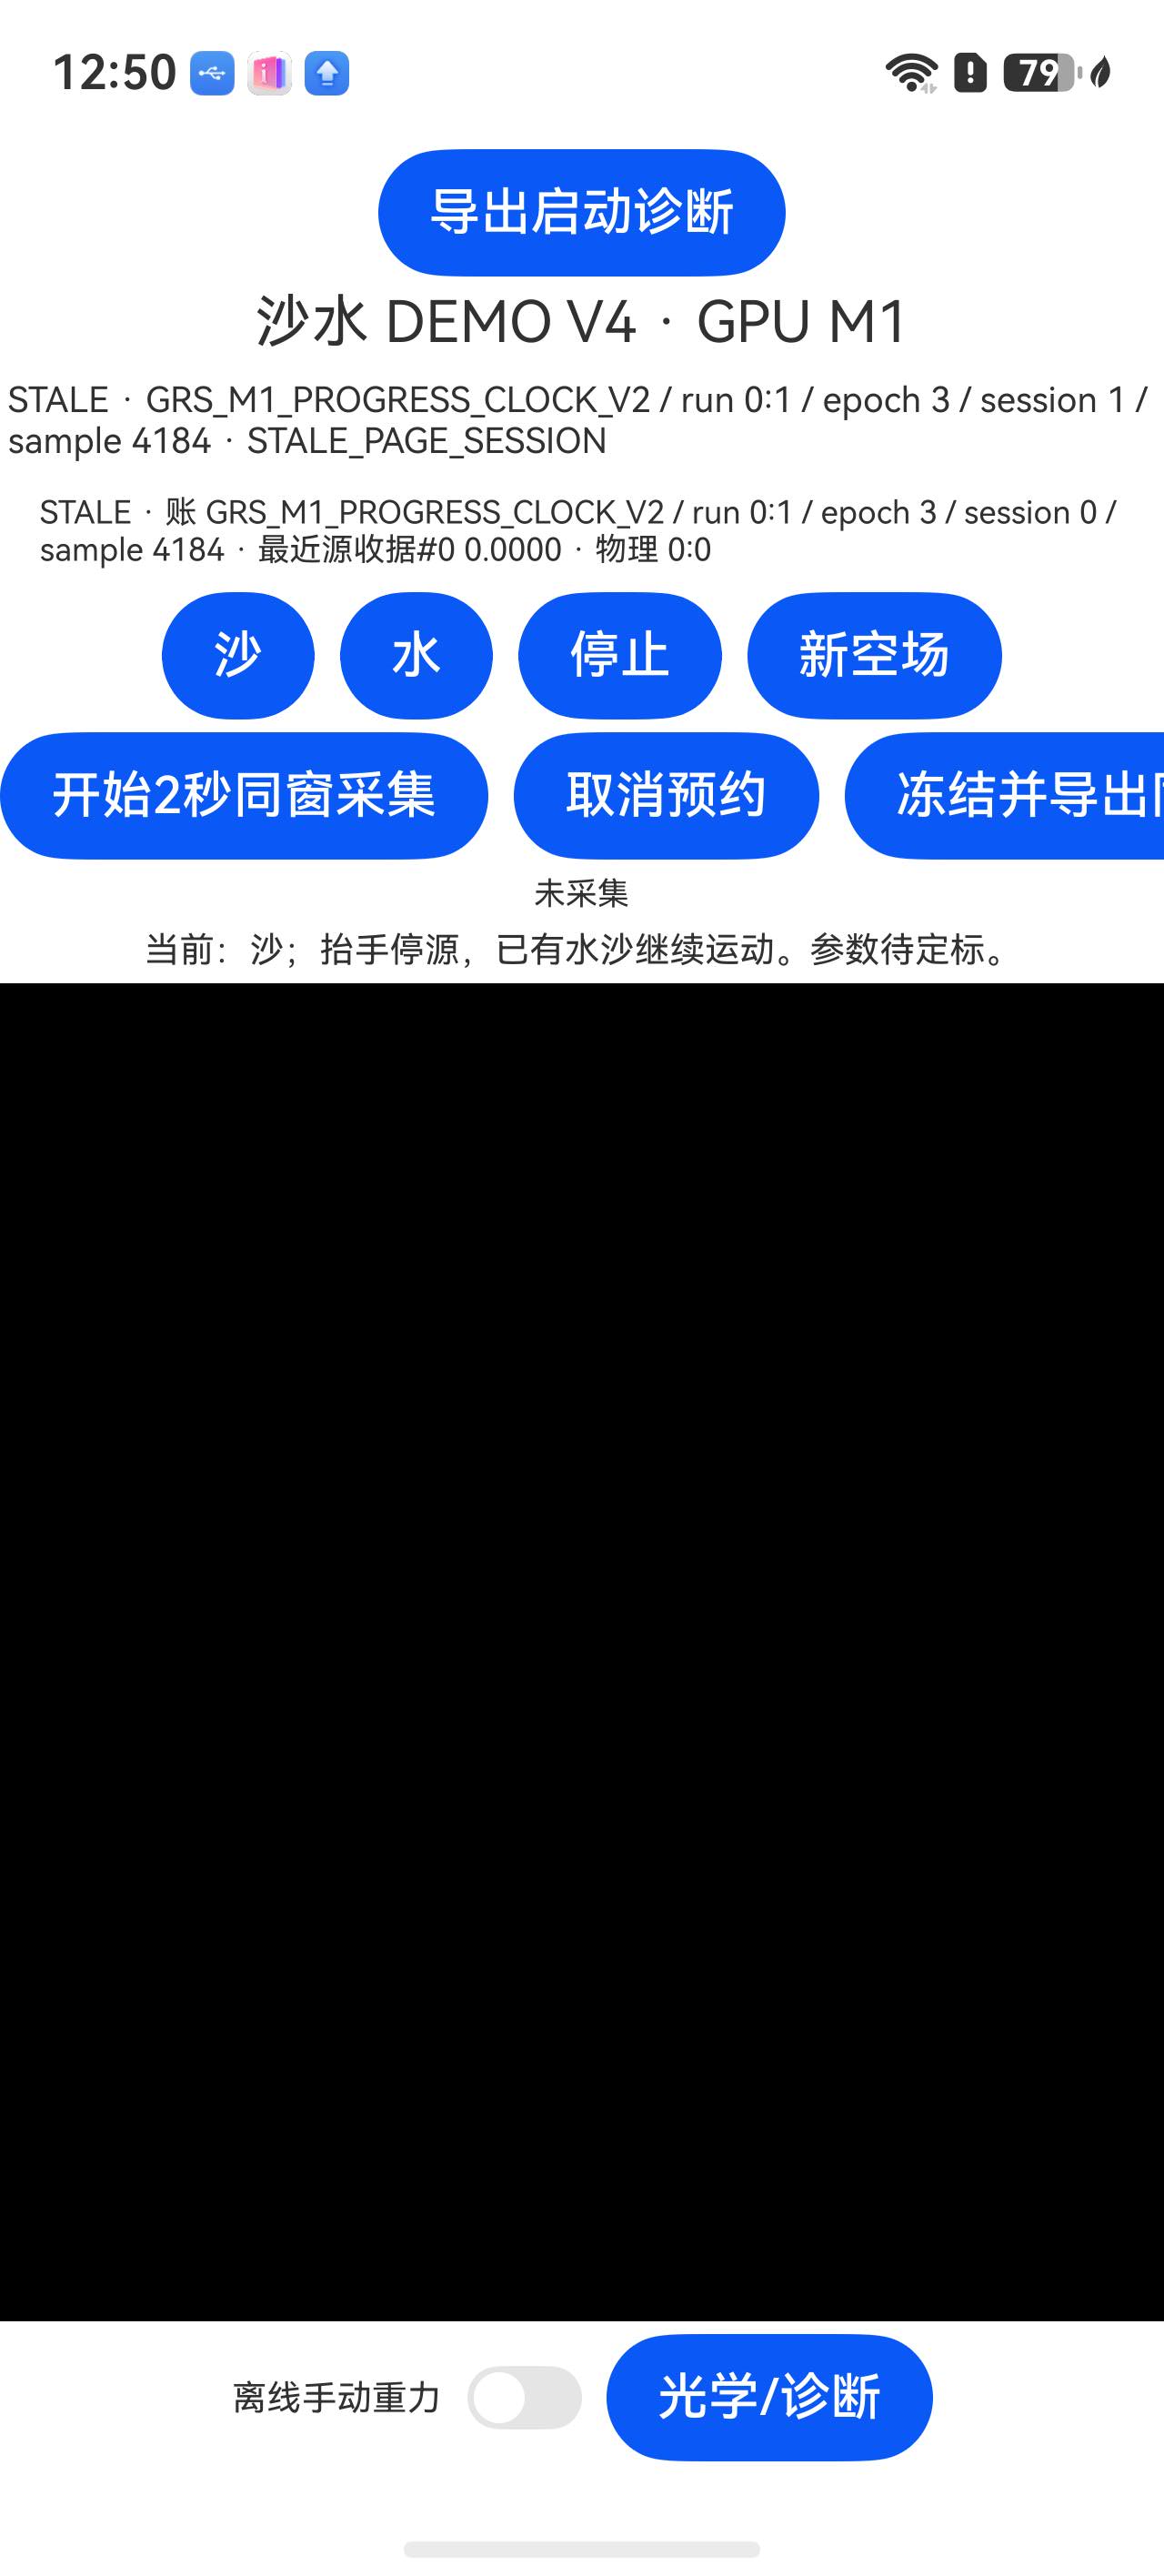 12:50
79
导出启动诊断
沙水 DEMO V4 · GPU M1
STALE · GRS_M1_PROGRESS_CLOCK_V2 / run 0:1 / epoch 3 / session 1 /
sample 4184 · STALE_PAGE_SESSION
STALE · 账 GRS_M1_PROGRESS_CLOCK_V2 / run 0:1 / epoch 3 / session 0 /
sample 4184 · 最近源收据#0 0.0000 · 物理 0:0
沙 水 停止 新空场
开始2秒同窗采集 取消预约 冻结并导出
未采集
当前：沙；抬手停源，已有水沙继续运动。参数待定标。
离线手动重力 光学/诊断